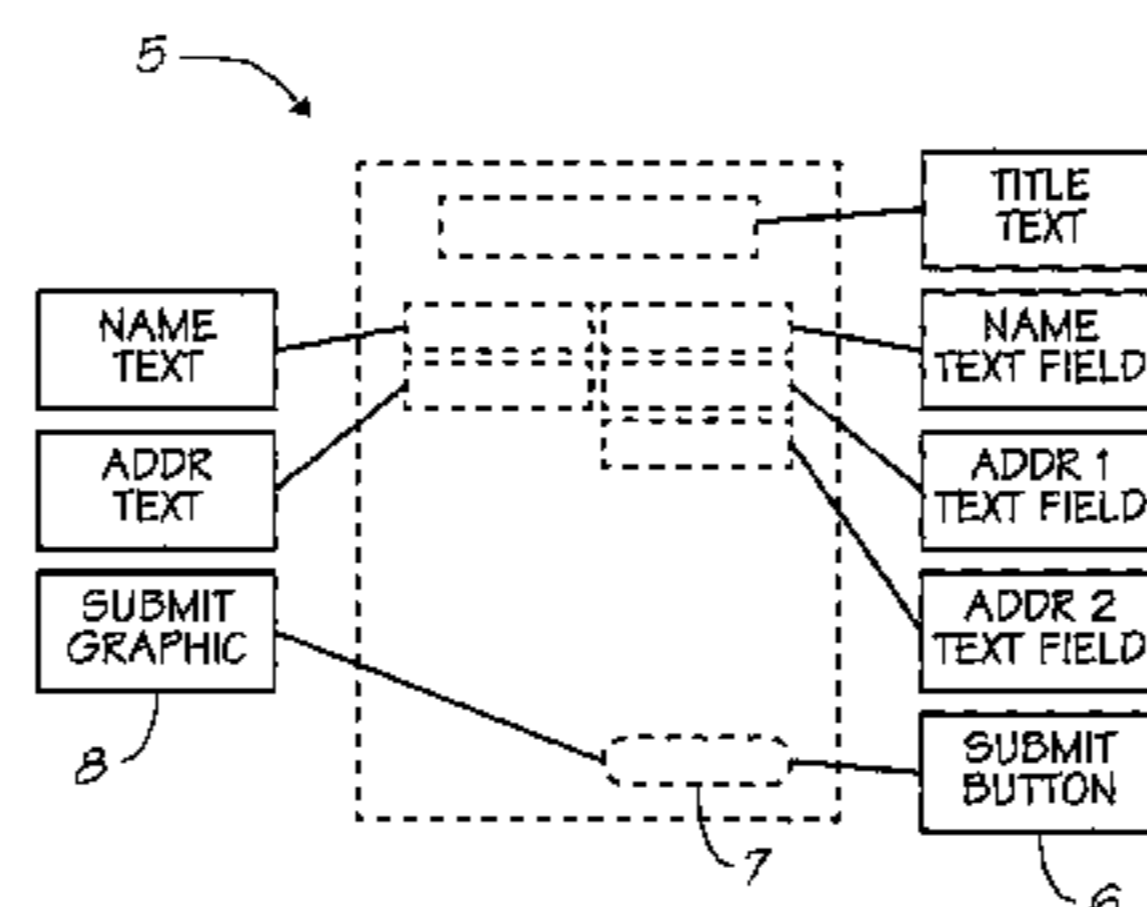 5
TITLE
TEXT
NAME
TEXT
NAME
TEXT FIELD
ADDR
TEXT
ADDR 1
TEXT FIELD
SUBMIT
GRAPHIC
ADDR 2
TEXT FIELD
8
SUBMIT
BUTTON
7
6